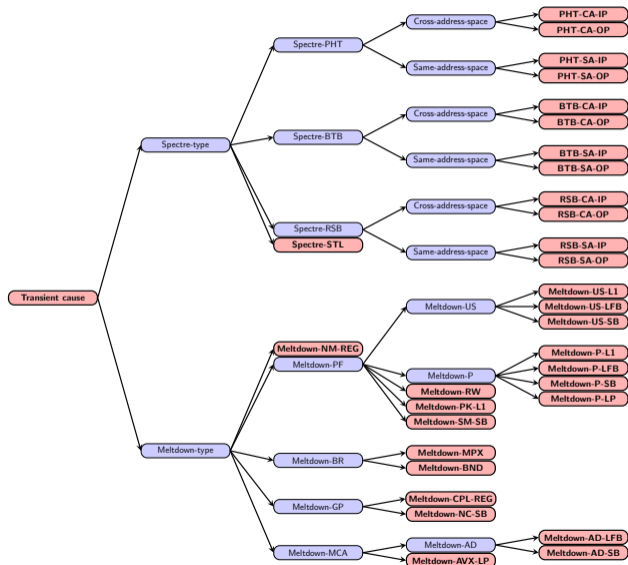 Transient cause
Spectre-type
Spectre-PHT
Cross-address-space
PHT-CA-IP
PHT-CA-OP
Same-address-space
PHT-SA-IP
PHT-SA-OP
Spectre-BTB
Cross-address-space
BTB-CA-IP
BTB-CA-OP
Same-address-space
BTB-SA-IP
BTB-SA-OP
Spectre-RSB
Cross-address-space
RSB-CA-IP
RSB-CA-OP
Same-address-space
RSB-SA-IP
RSB-SA-OP
Spectre-STL
Meltdown-type
Meltdown-NM-REG
Meltdown-PF
Meltdown-US
Meltdown-US-L1
Meltdown-US-LFB
Meltdown-US-SB
Meltdown-P
Meltdown-P-L1
Meltdown-P-LFB
Meltdown-P-SB
Meltdown-P-LP
Meltdown-RW
Meltdown-PK-L1
Meltdown-SM-SB
Meltdown-BR
Meltdown-MPX
Meltdown-BND
Meltdown-GP
Meltdown-CPL-REG
Meltdown-NC-SB
Meltdown-MCA
Meltdown-AD
Meltdown-AD-LFB
Meltdown-AD-SB
Meltdown-AVX-LP